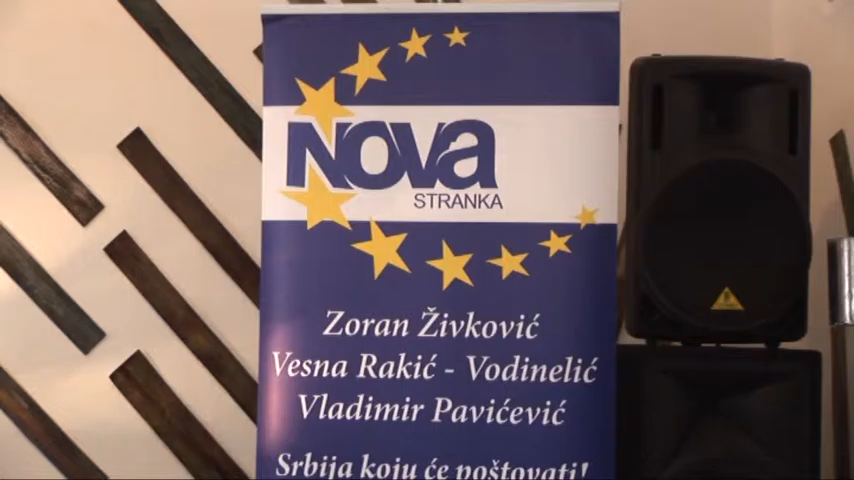 NOVA
STRANKA
Zoran Živković
Vesna Rakić - Vodinelić
Vladimir Pavićević
Srbija koju će poštovati!